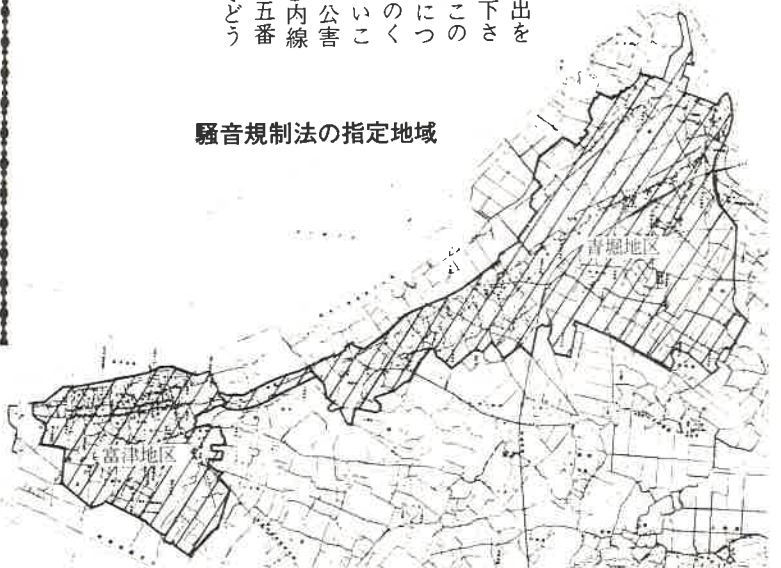 出を
下さ
この
につ
のく
いこ
公害
内線
五番
どう
騒音規制法の指定地域
青堀地区
富津地区